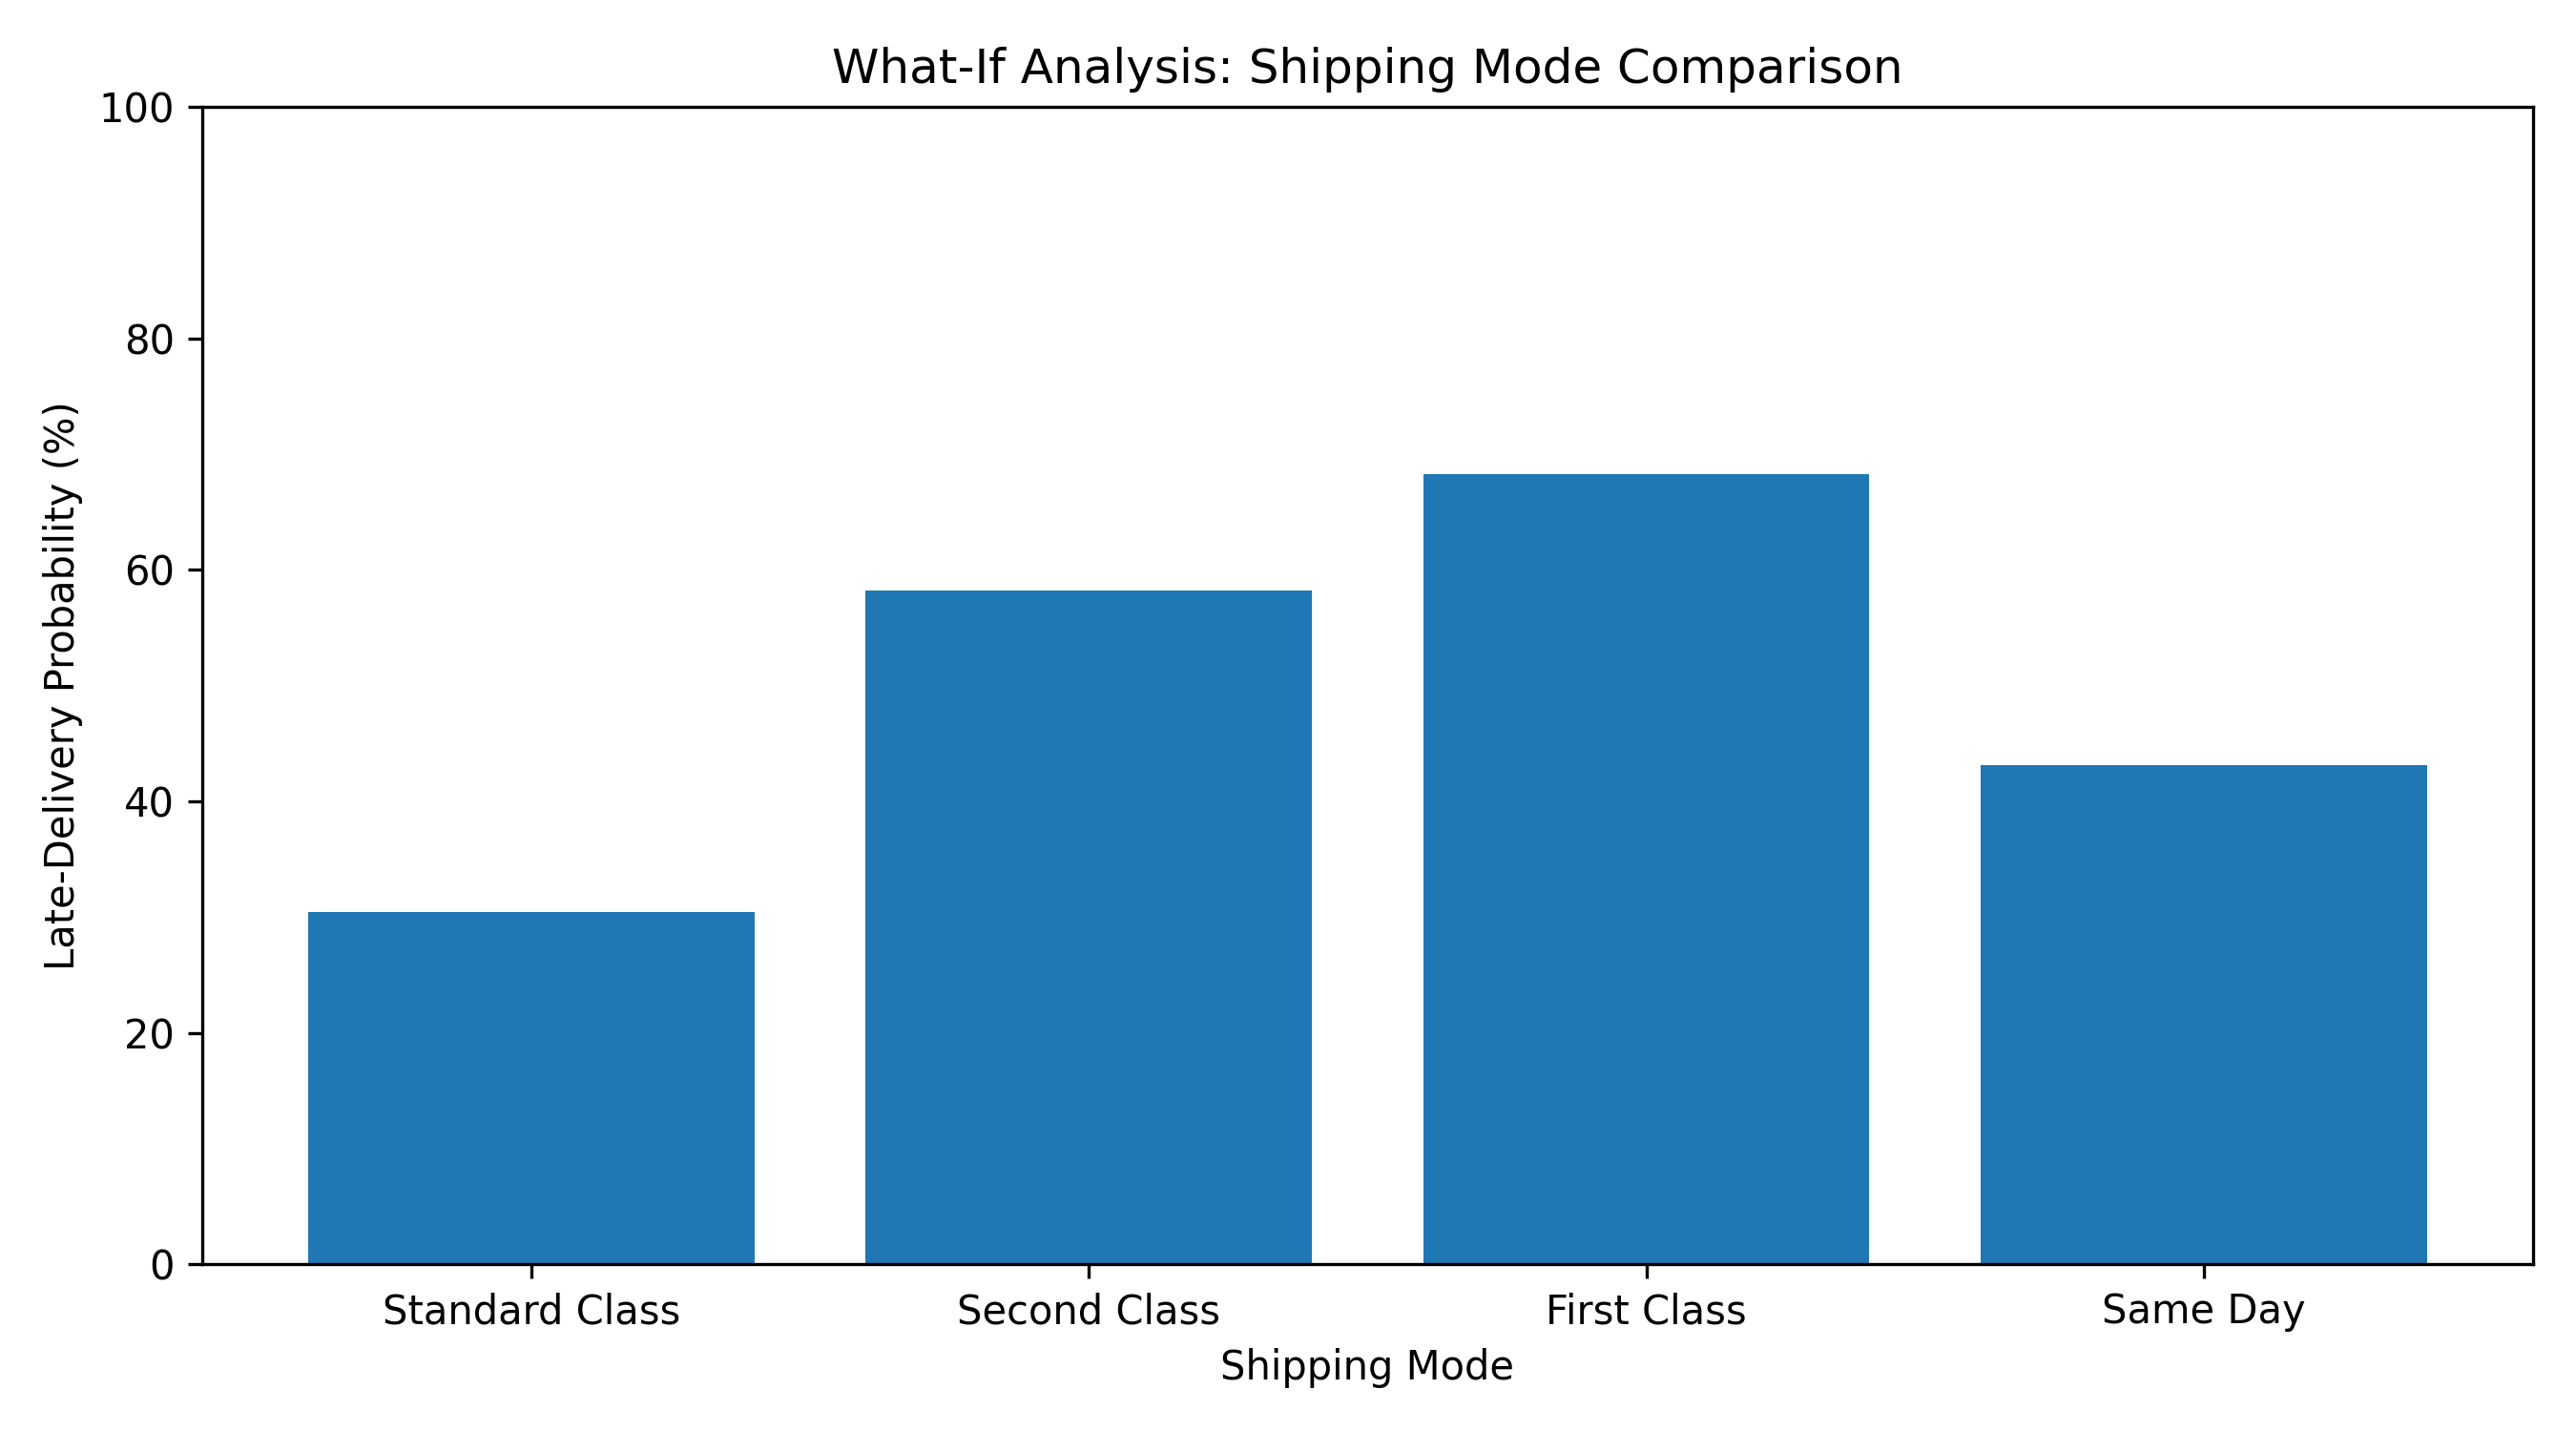 What-If Analysis: Shipping Mode Comparison
Late-Delivery Probability (%)
100
80
60
40
20
0
Standard Class
Second Class
First Class
Same Day
Shipping Mode